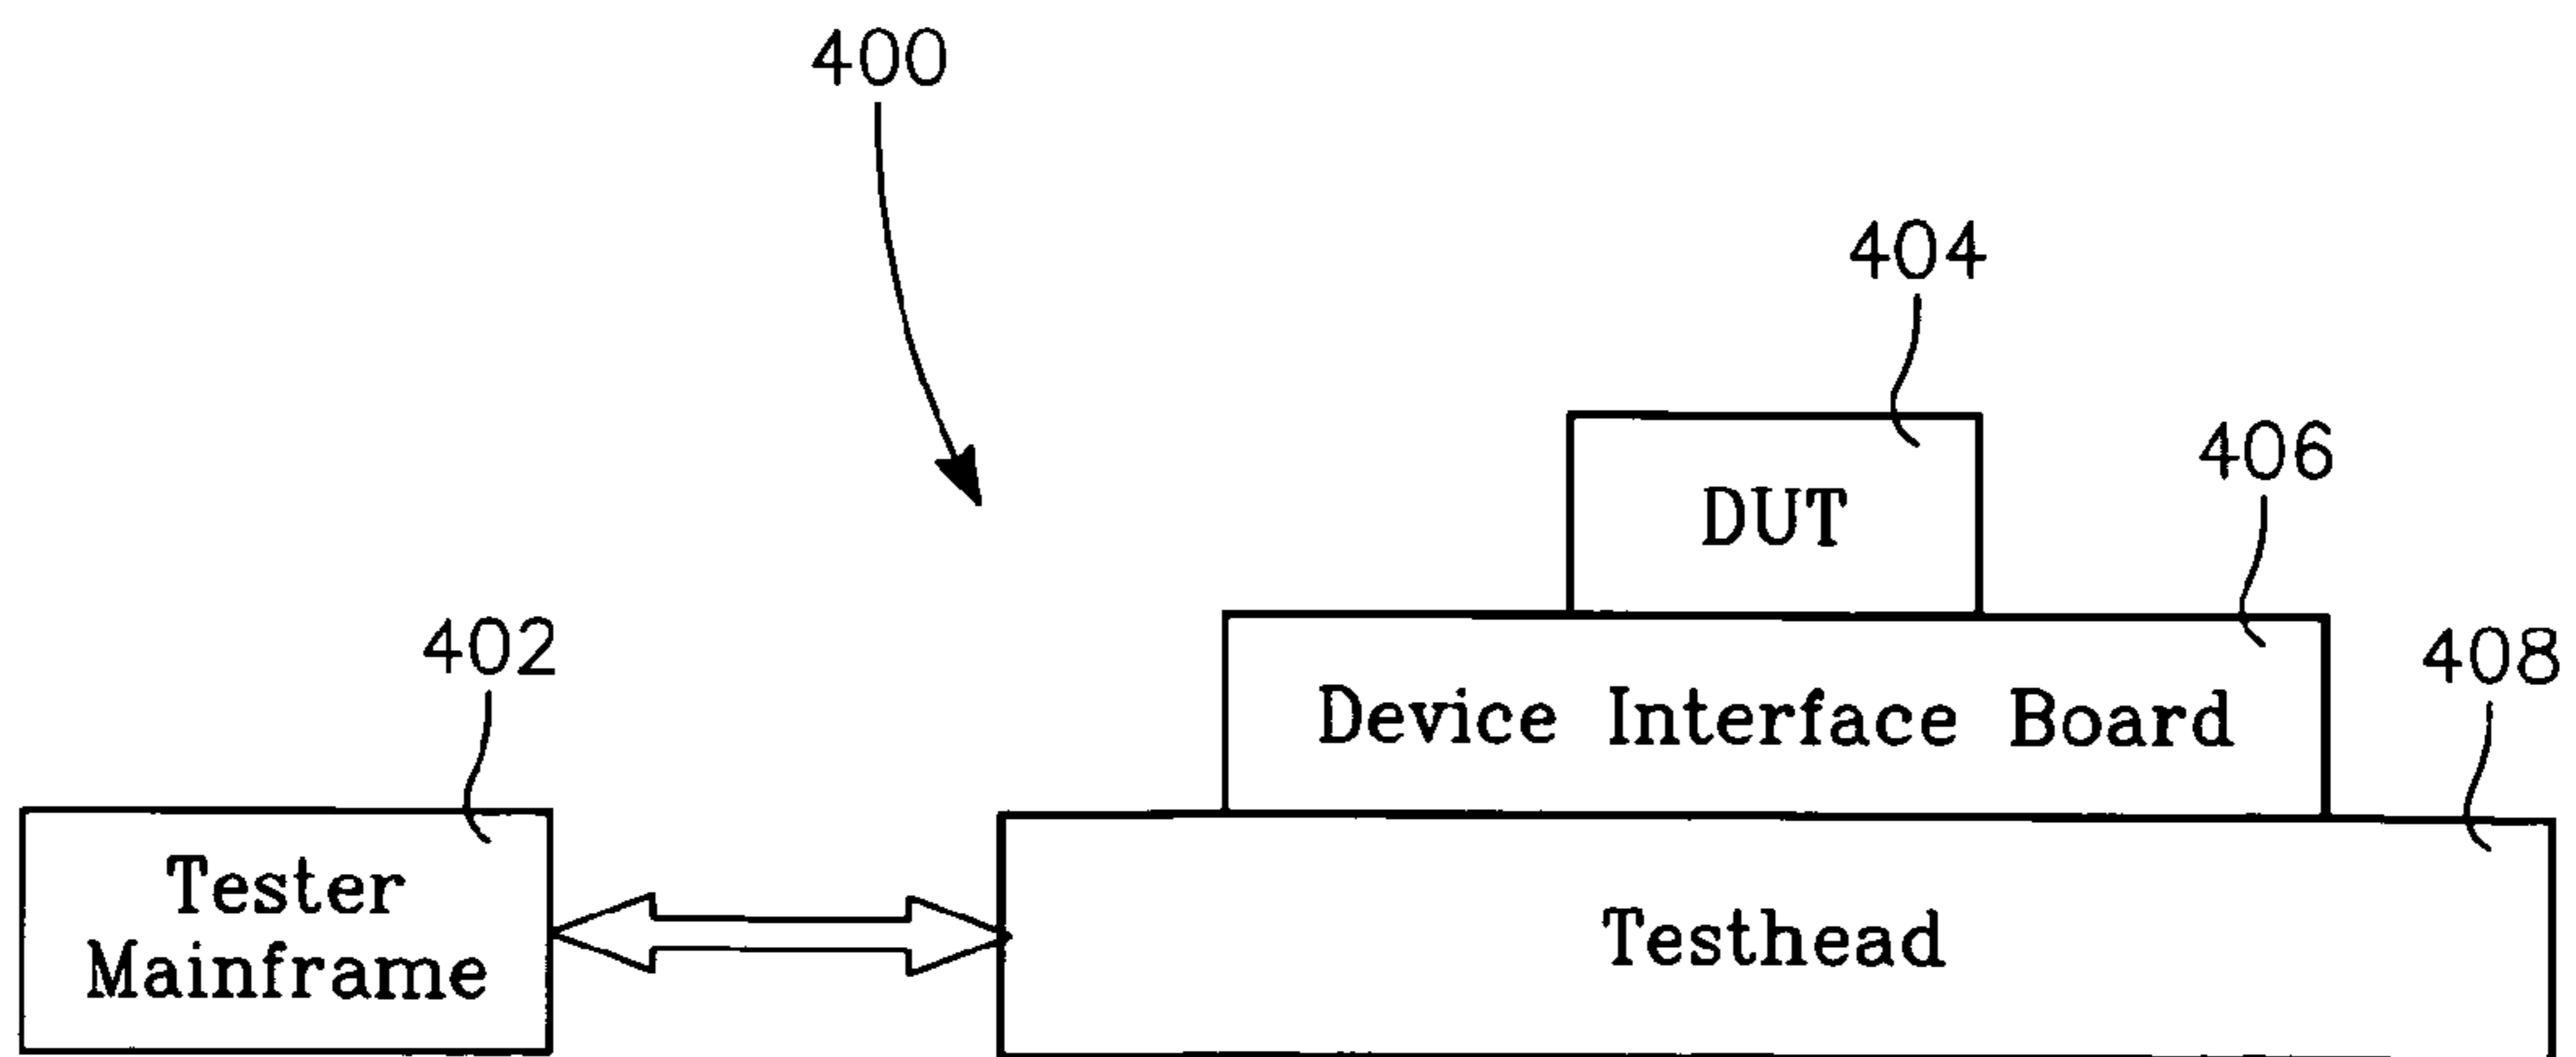 400
404
DUT
406
Device Interface Board
402
408
Tester
Mainframe
Testhead